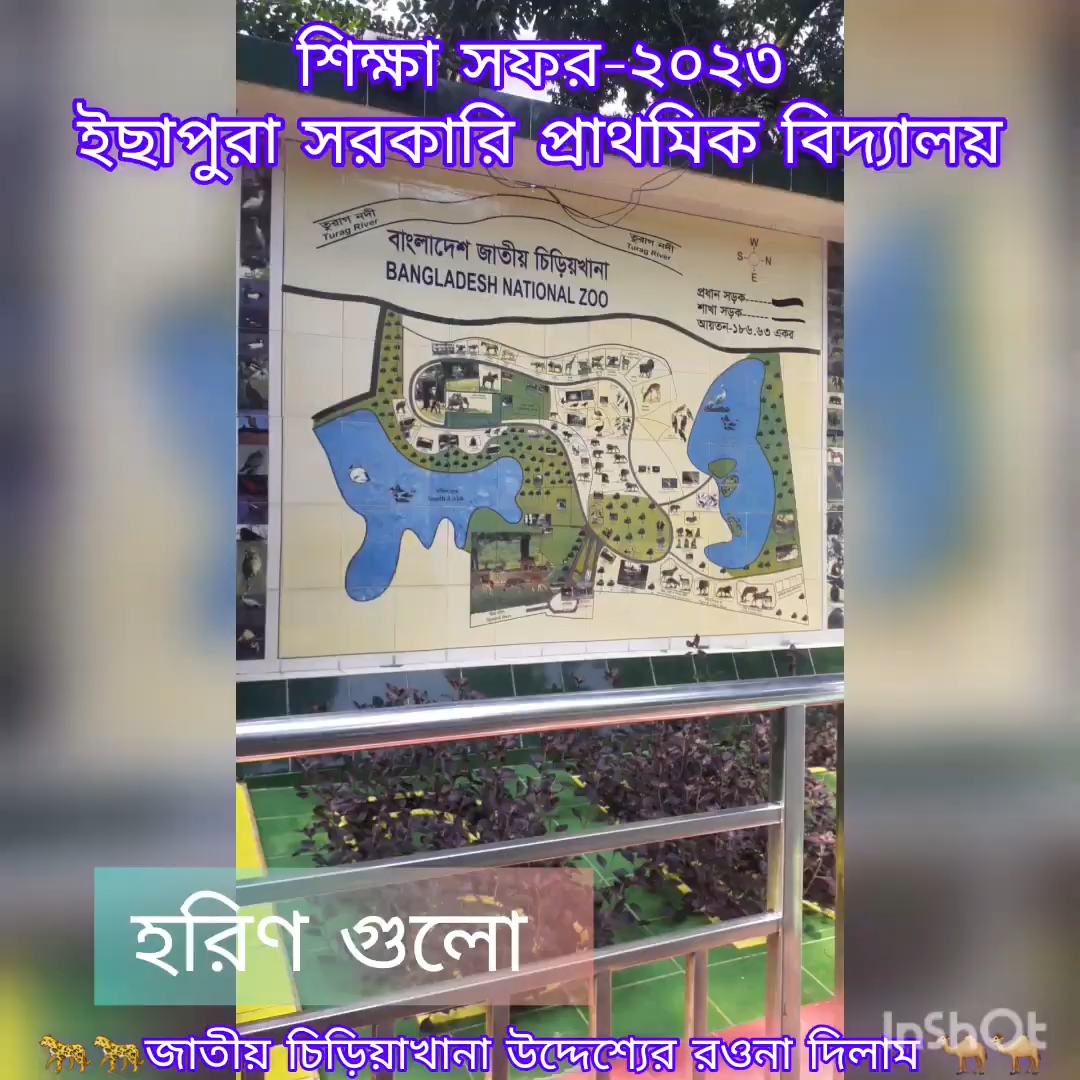 শিক্ষা সফর-২০২৩
ইছাপুরা সরকারি প্রাথমিক বিদ্যালয়
তুরাগ নদী
Turag River
তুরাগ নদী
Turag River
বাংলাদেশ জাতীয় চিড়িয়খানা
BANGLADESH NATIONAL ZOO
W
S N
E
প্রধান সড়ক
শাখা সড়ক
আয়তন-১৮৬.৬৩ একর
হরিণ গুলো
জাতীয় চিড়িয়াখানা উদ্দেশ্যের রওনা দিলাম
InShOt